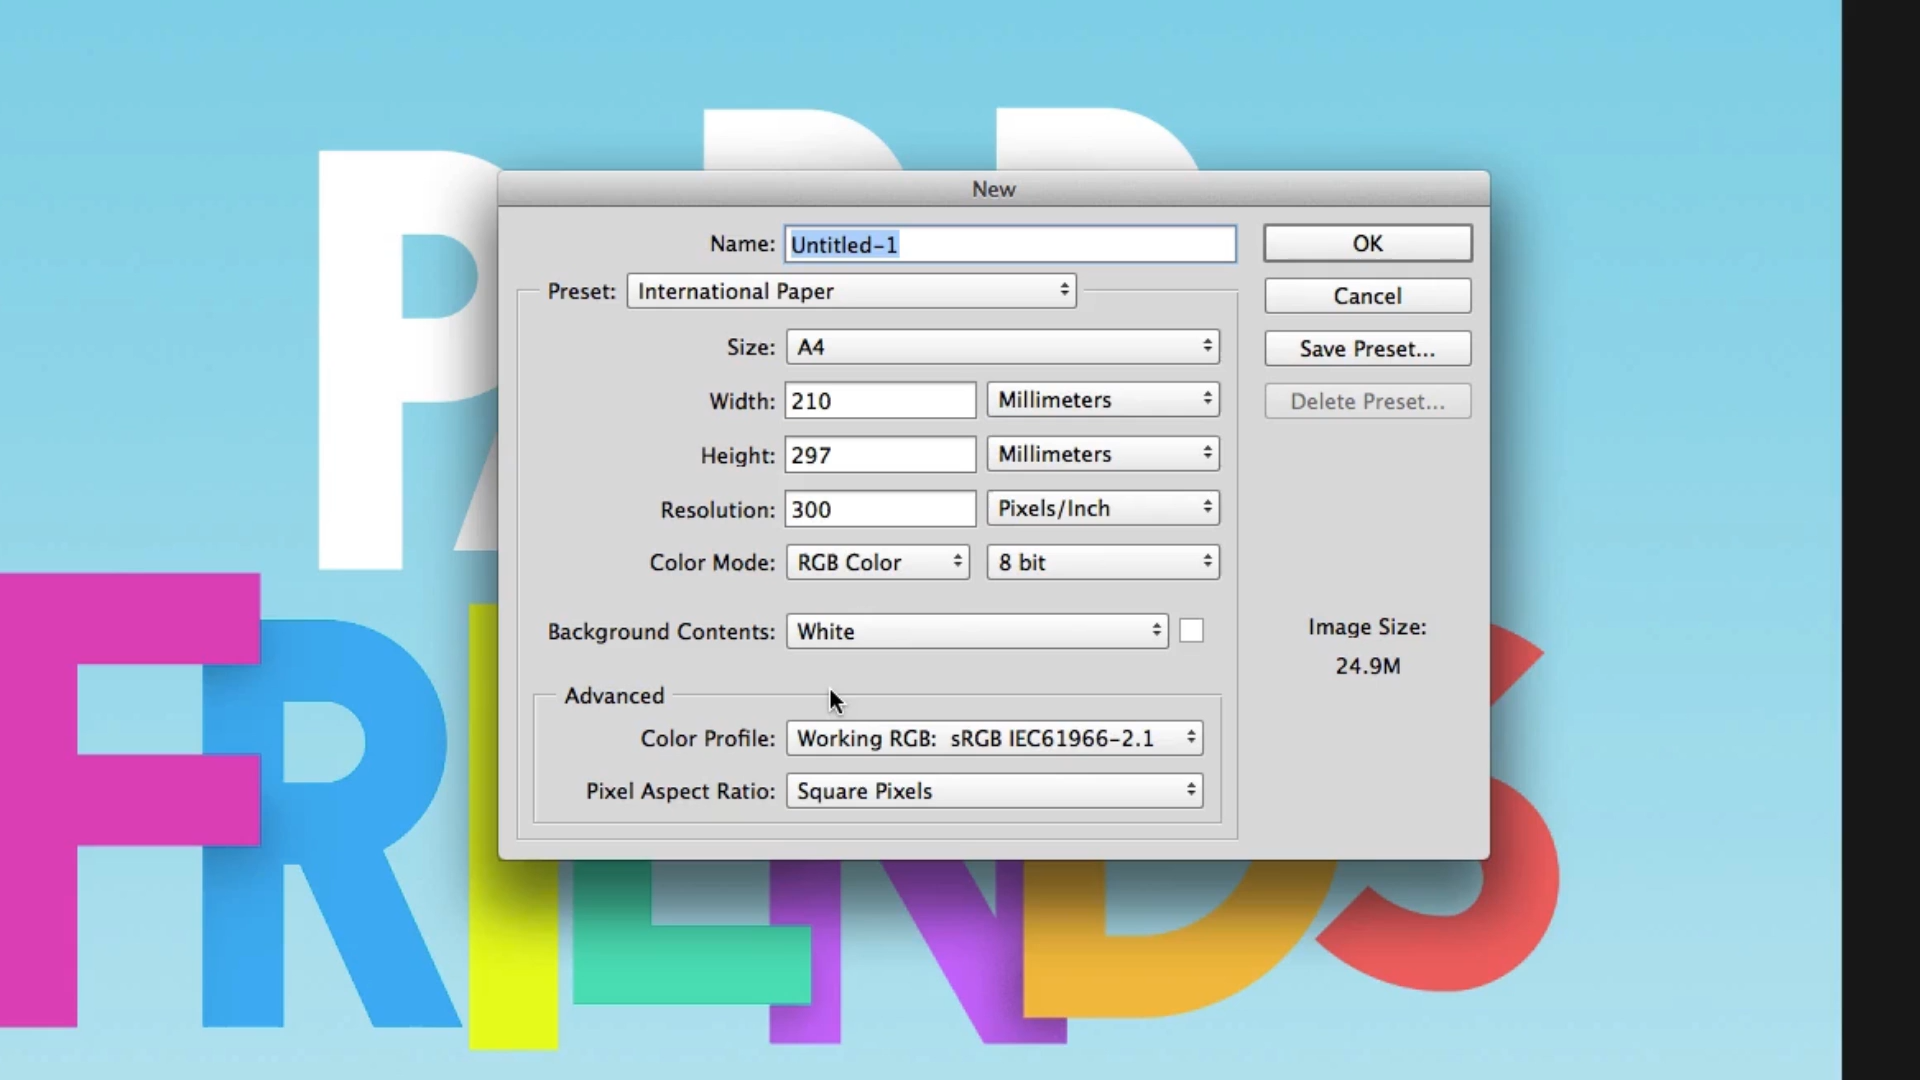 New
Name: Untitled-1
OK
Preset: International Paper
Cancel
Size: A4
Save Preset...
Width: 210 Millimeters
Delete Preset...
Height: 297 Millimeters
Resolution: 300 Pixels/Inch
Color Mode: RGB Color 8 bit
Background Contents: White
Image Size:
24.9M
Advanced
Color Profile: Working RGB: sRGB IEC61966-2.1
Pixel Aspect Ratio: Square Pixels
FRIENDS